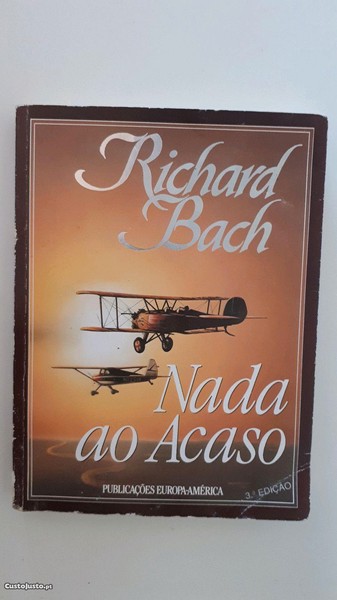 Richard
Bach
Nada
ao Acaso
PUBLICAÇÕES EUROPA-AMÉRICA
3.ª EDIÇÃO
CustoJusto.pt